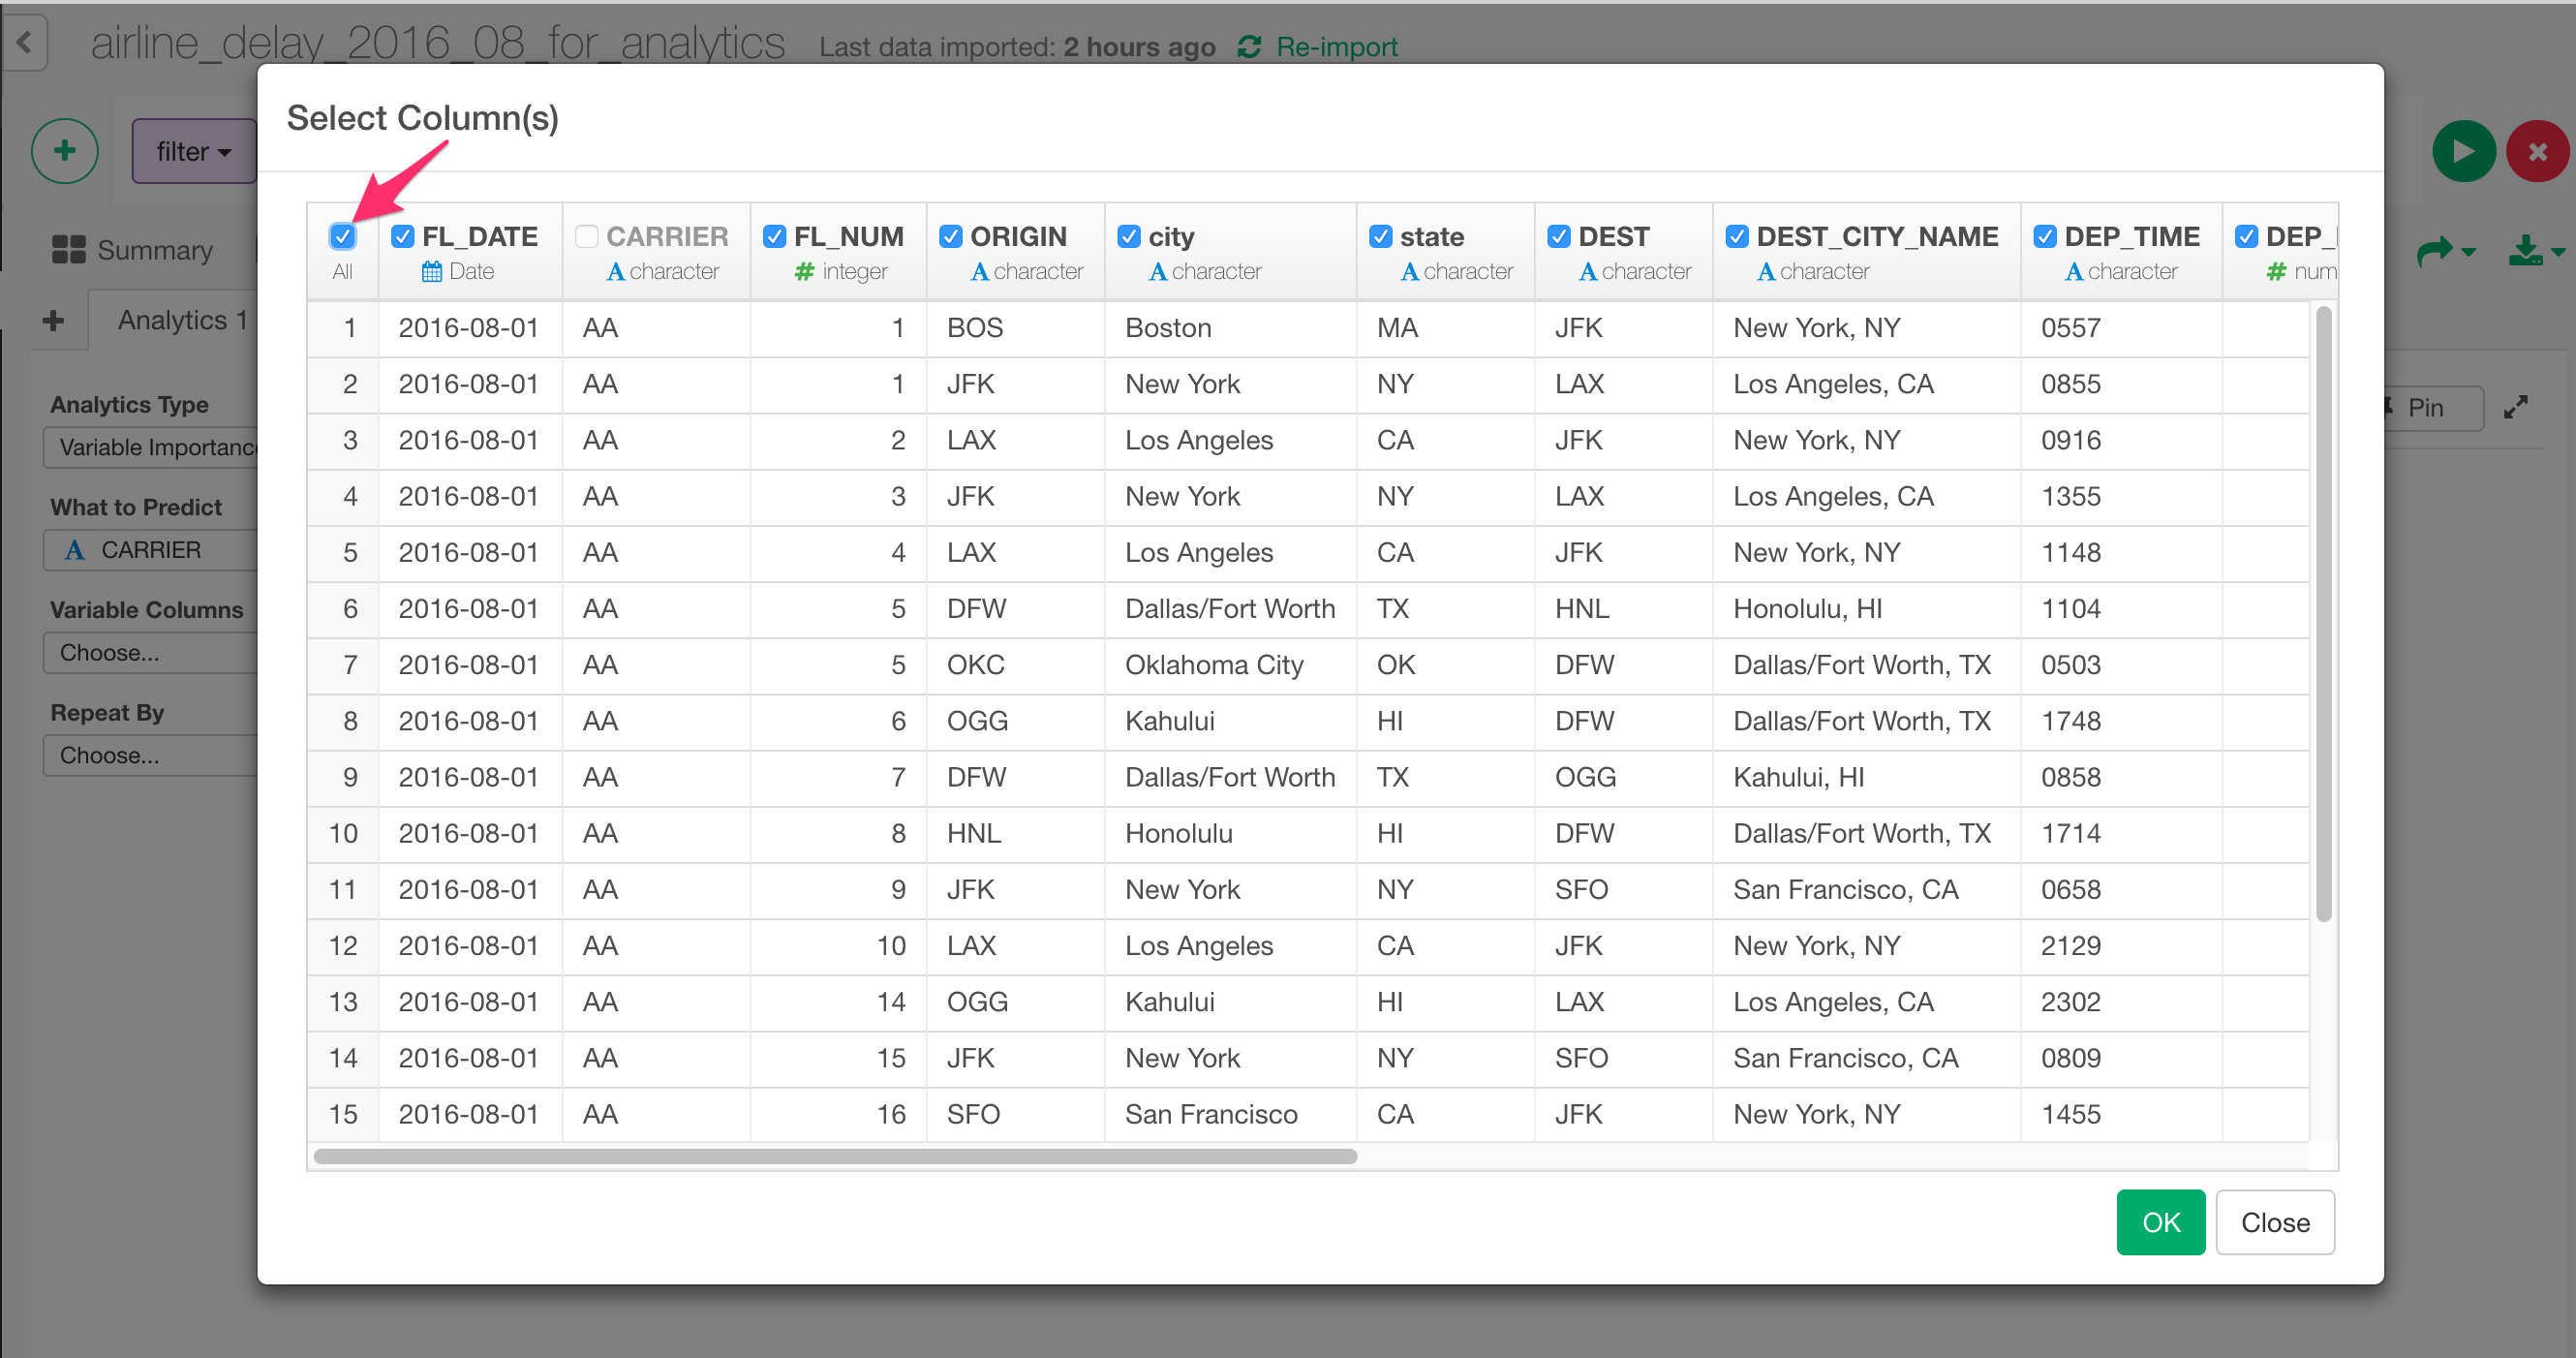 airline_delay_2016_08_for_analytics Last data imported: 2 hours ago Re-import
Select Column(s)
filter
Summary
Analytics 1
Analytics Type
Variable Importance
What to Predict
A CARRIER
Variable Columns
Choose...
Repeat By
Choose...
Pin
FL_DATE CARRIER FL_NUM ORIGIN city state DEST DEST_CITY_NAME DEP_TIME DEP_
All Date A character # integer A character A character A character A character A character A character # num
1 2016-08-01 AA 1 BOS Boston MA JFK New York, NY 0557
2 2016-08-01 AA 1 JFK New York NY LAX Los Angeles, CA 0855
3 2016-08-01 AA 2 LAX Los Angeles CA JFK New York, NY 0916
4 2016-08-01 AA 3 JFK New York NY LAX Los Angeles, CA 1355
5 2016-08-01 AA 4 LAX Los Angeles CA JFK New York, NY 1148
6 2016-08-01 AA 5 DFW Dallas/Fort Worth TX HNL Honolulu, HI 1104
7 2016-08-01 AA 5 OKC Oklahoma City OK DFW Dallas/Fort Worth, TX 0503
8 2016-08-01 AA 6 OGG Kahului HI DFW Dallas/Fort Worth, TX 1748
9 2016-08-01 AA 7 DFW Dallas/Fort Worth TX OGG Kahului, HI 0858
10 2016-08-01 AA 8 HNL Honolulu HI DFW Dallas/Fort Worth, TX 1714
11 2016-08-01 AA 9 JFK New York NY SFO San Francisco, CA 0658
12 2016-08-01 AA 10 LAX Los Angeles CA JFK New York, NY 2129
13 2016-08-01 AA 14 OGG Kahului HI LAX Los Angeles, CA 2302
14 2016-08-01 AA 15 JFK New York NY SFO San Francisco, CA 0809
15 2016-08-01 AA 16 SFO San Francisco CA JFK New York, NY 1455
OK Close